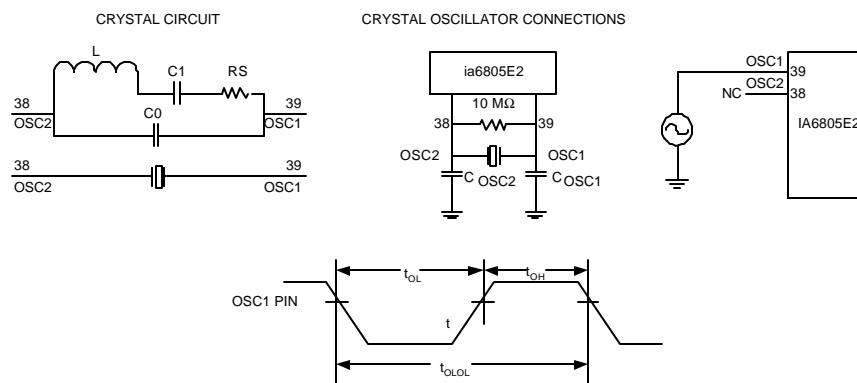 CRYSTAL CIRCUIT
L
C1
RS
C0
38
OSC2
39
OSC1
38
OSC2
39
OSC1
CRYSTAL OSCILLATOR CONNECTIONS
ia6805E2
10 MΩ
38
39
OSC2
OSC1
C OSC2
C OSC1
OSC1
39
NC
OSC2
38
IA6805E2
tOL
tOH
OSC1 PIN
t
tOLOL